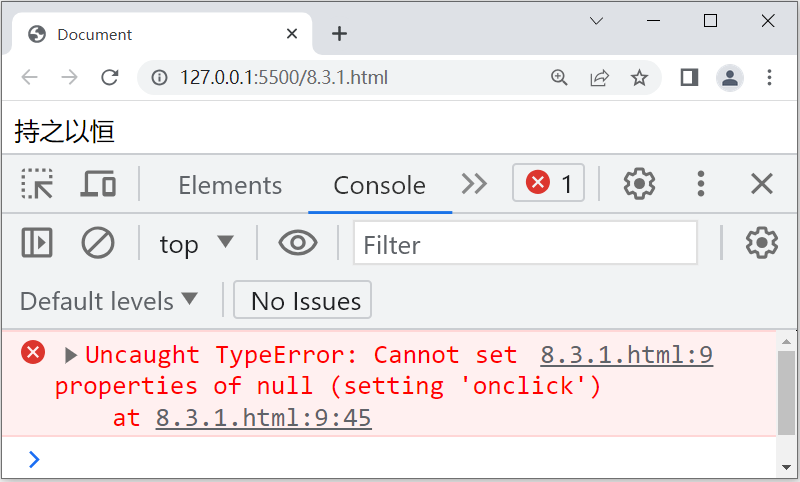 Document
127.0.0.1:5500/8.3.1.html
持之以恒
Elements Console 1
top Filter
Default levels No Issues
Uncaught TypeError: Cannot set 8.3.1.html:9
properties of null (setting 'onclick')
at 8.3.1.html:9:45